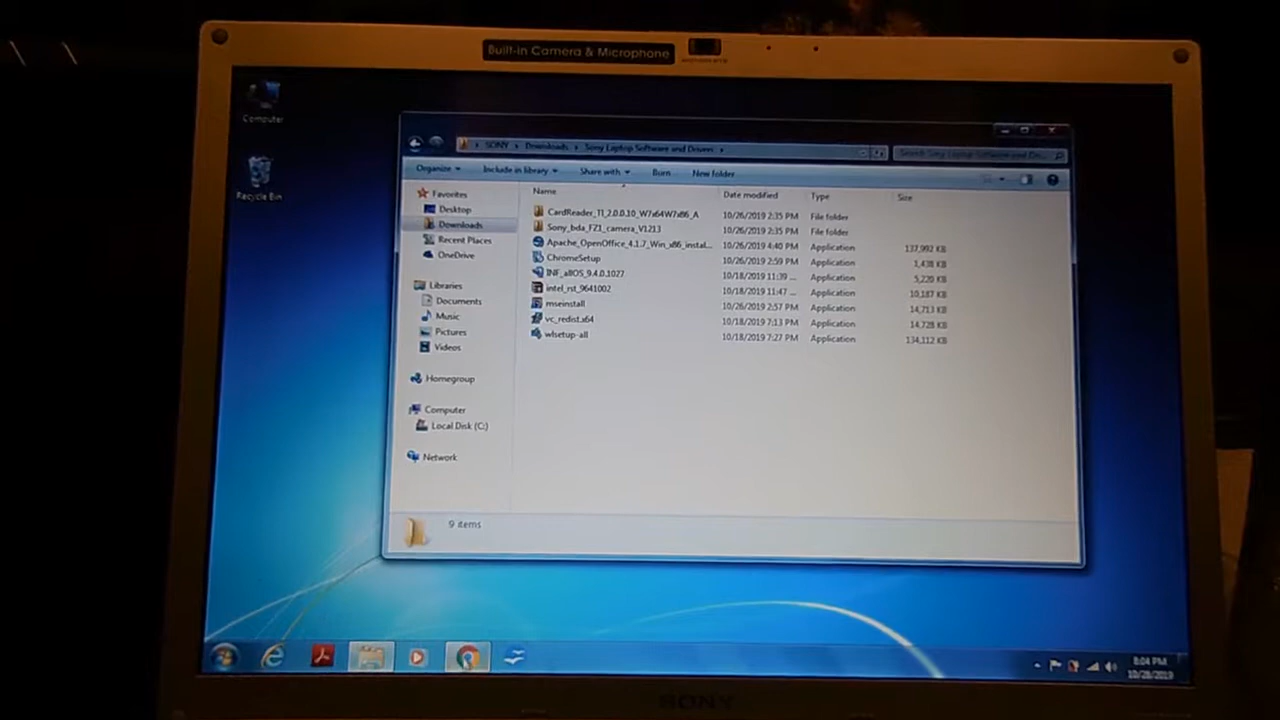 Built-in Camera & Microphone
Computer
Recycle Bin
SONY Downloads Sony Laptop Software and Drivers
Search Sony Laptop Software and Dri...
Organize Include in library Share with Burn New folder
Favorites
Desktop
Downloads
Recent Places
OneDrive
Libraries
Documents
Music
Pictures
Videos
Homegroup
Computer
Local Disk (C:)
Network
Name Date modified Type Size
CardReader_TI_2.0.0.10_W7x64W7x86_A 10/26/2019 2:35 PM File folder
Sony_bda_FZ1_camera_V1213 10/26/2019 2:35 PM File folder
Apache_OpenOffice_4.1.7_Win_x86_instal... 10/26/2019 4:40 PM Application 137,992 KB
ChromeSetup 10/26/2019 2:59 PM Application 1,438 KB
INF_allOS_9.4.0.1027 10/18/2019 11:39 ... Application 5,220 KB
intel_rst_9641002 10/18/2019 11:47 ... Application 10,187 KB
mseinstall 10/26/2019 2:57 PM Application 14,713 KB
vc_redist.x64 10/18/2019 7:13 PM Application 14,728 KB
wlsetup-all 10/18/2019 7:27 PM Application 134,112 KB
9 items
8:04 PM
10/28/2019
SONY